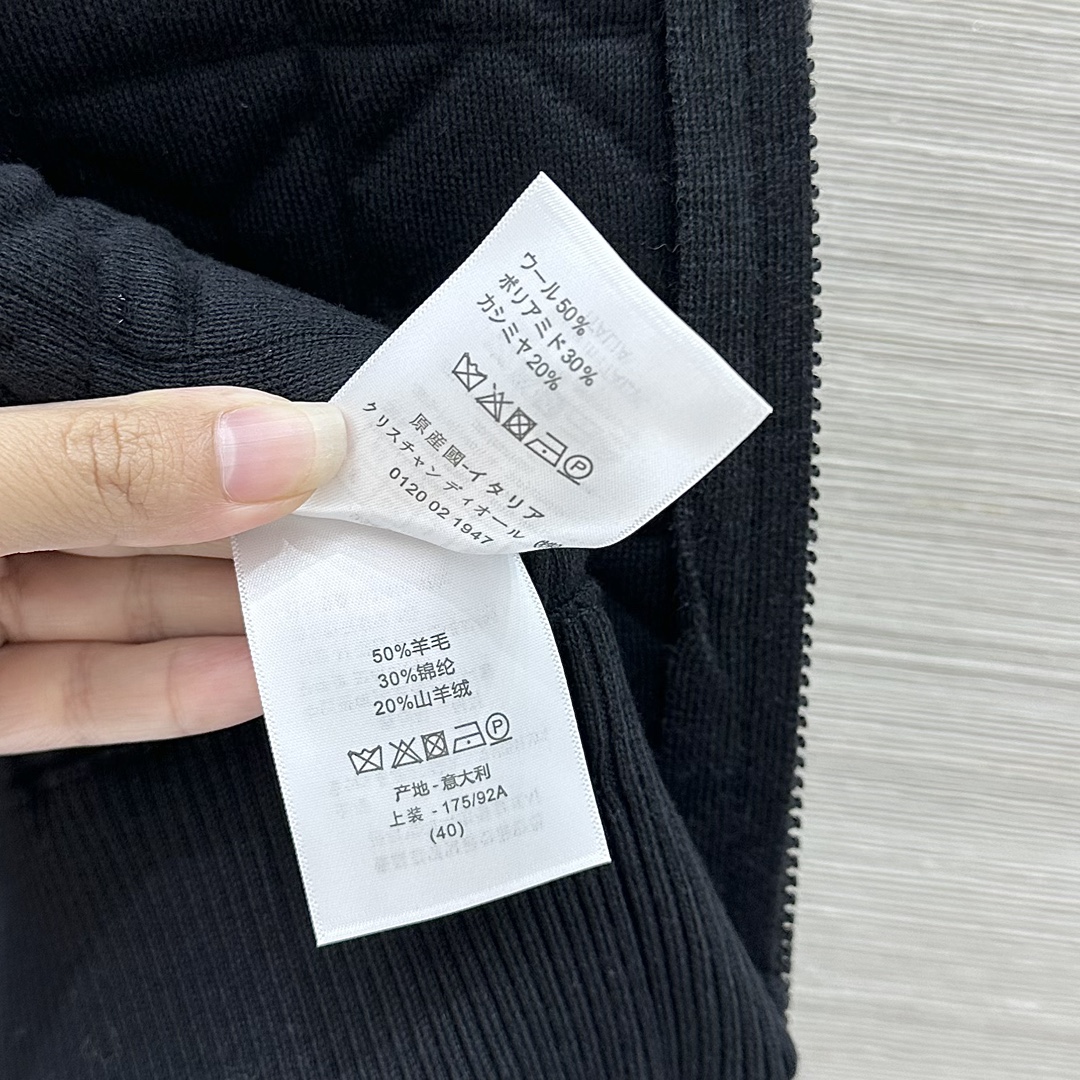 ウール50%
ポリアミド30%
カシミヤ20%
P
原産國-イタリア
クリスチャン ディオール
0120 02 1947
50%羊毛
30%锦纶
20%山羊绒
P
产地-意大利
上装 - 175/92A
(40)